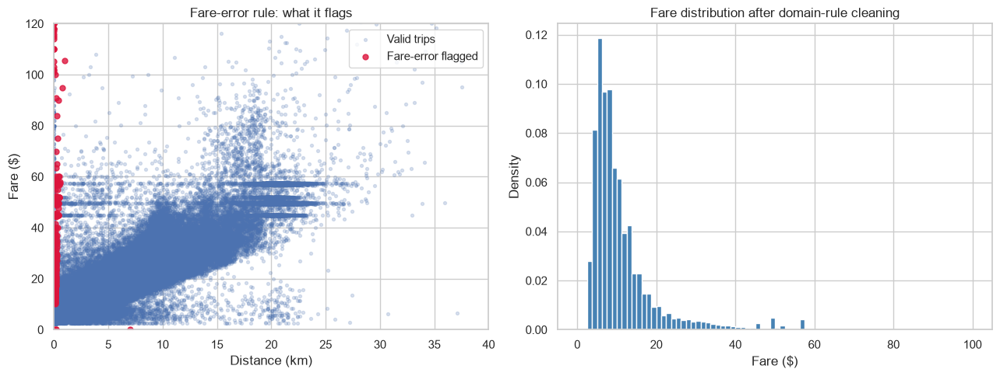 Fare-error rule: what it flags
Valid trips
Fare-error flagged
120
100
80
60
40
20
0
Fare ($)
0 5 10 15 20 25 30 35 40
Distance (km)
Fare distribution after domain-rule cleaning
0.12
0.10
0.08
0.06
0.04
0.02
0.00
Density
0 20 40 60 80 100
Fare ($)